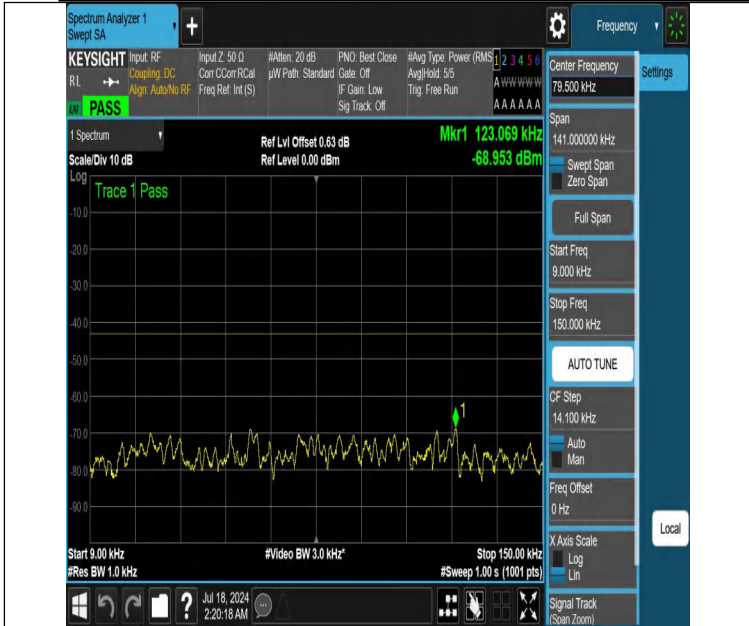 Spectrum Analyzer 1
Swept SA
+
Frequency
KEYSIGHT
RL
PASS
Input: RF
Coupling: DC
Align: Auto/No RF
Input Z: 50 Ω
Corr CCorr RCal
Freq Ref: Int (S)
#Atten: 20 dB
µW Path: Standard
PNO: Best Close
Gate: Off
IF Gain: Low
Sig Track: Off
#Avg Type: Power (RMS
Avg|Hold: 5/5
Trig: Free Run
1 2 3 4 5 6
A W W W W W
A A A A A A
1 Spectrum
Scale/Div 10 dB
Log
Ref Lvl Offset 0.63 dB
Ref Level 0.00 dBm
Mkr1 123.069 kHz
-68.953 dBm
Trace 1 Pass
-10.0
-20.0
-30.0
-40.0
-50.0
-60.0
-70.0
-80.0
-90.0
1
Start 9.00 kHz
#Res BW 1.0 kHz
#Video BW 3.0 kHz*
Stop 150.00 kHz
#Sweep 1.00 s (1001 pts)
Center Frequency
79.500 kHz
Settings
Span
141.000000 kHz
Swept Span
Zero Span
Full Span
Start Freq
9.000 kHz
Stop Freq
150.000 kHz
AUTO TUNE
CF Step
14.100 kHz
Auto
Man
Freq Offset
0 Hz
X Axis Scale
Log
Lin
Local
Signal Track
(Span Zoom)
?
Jul 18, 2024
2:20:18 AM